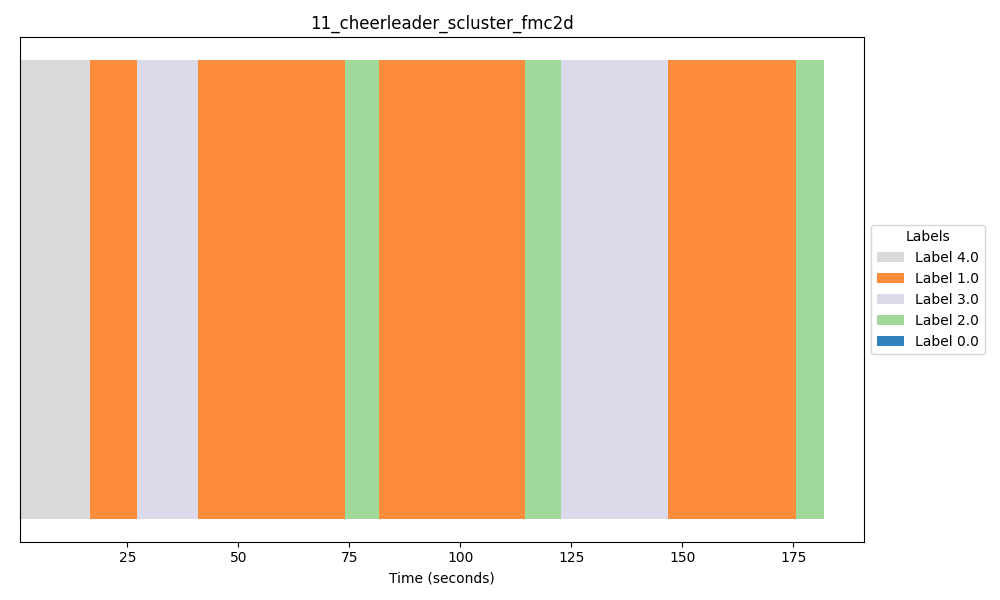 11_cheerleader_scluster_fmc2d
Labels
Label 4.0
Label 1.0
Label 3.0
Label 2.0
Label 0.0
25 50 75 100 125 150 175
Time (seconds)